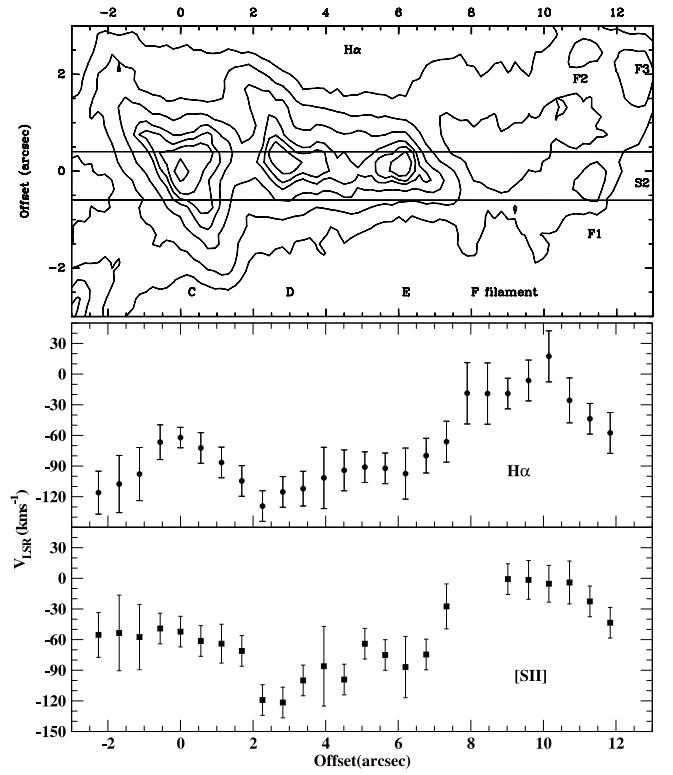 -2 0 2 4 6 8 10 12
Hα
F2
F3
2
0
-2
Offset (arcsec)
S2
F1
C D E F filament
30
0
-30
-60
-90
-120
Hα
V_LSR (kms⁻¹)
30
0
-30
-60
-90
-120
-150
[SII]
-2 0 2 4 6 8 10 12
Offset(arcsec)